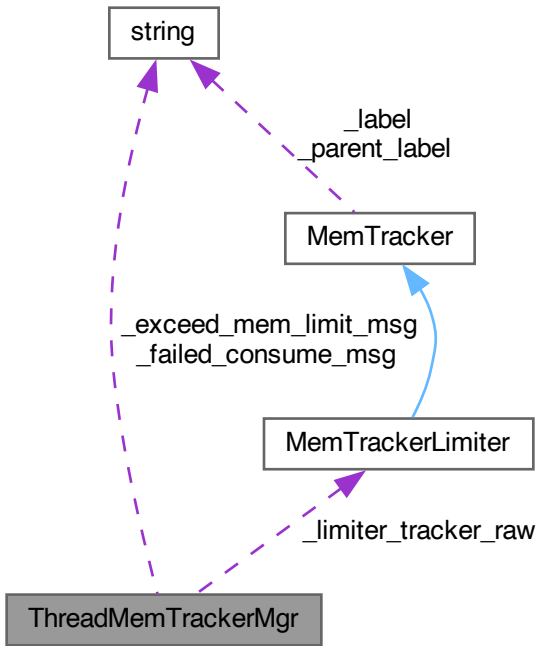 string
_label
_parent_label
MemTracker
_exceed_mem_limit_msg
_failed_consume_msg
MemTrackerLimiter
_limiter_tracker_raw
ThreadMemTrackerMgr